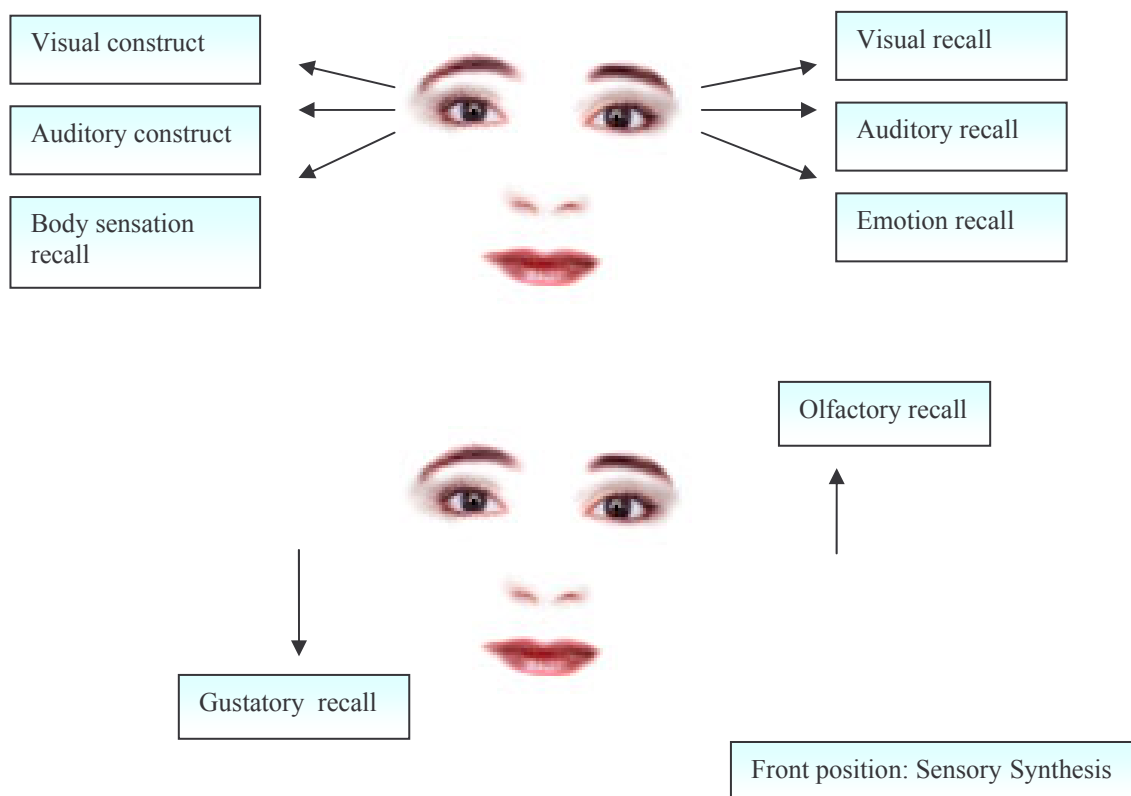 Visual construct
Auditory construct
Body sensation
recall
Visual recall
Auditory recall
Emotion recall
Olfactory recall
Gustatory recall
Front position: Sensory Synthesis